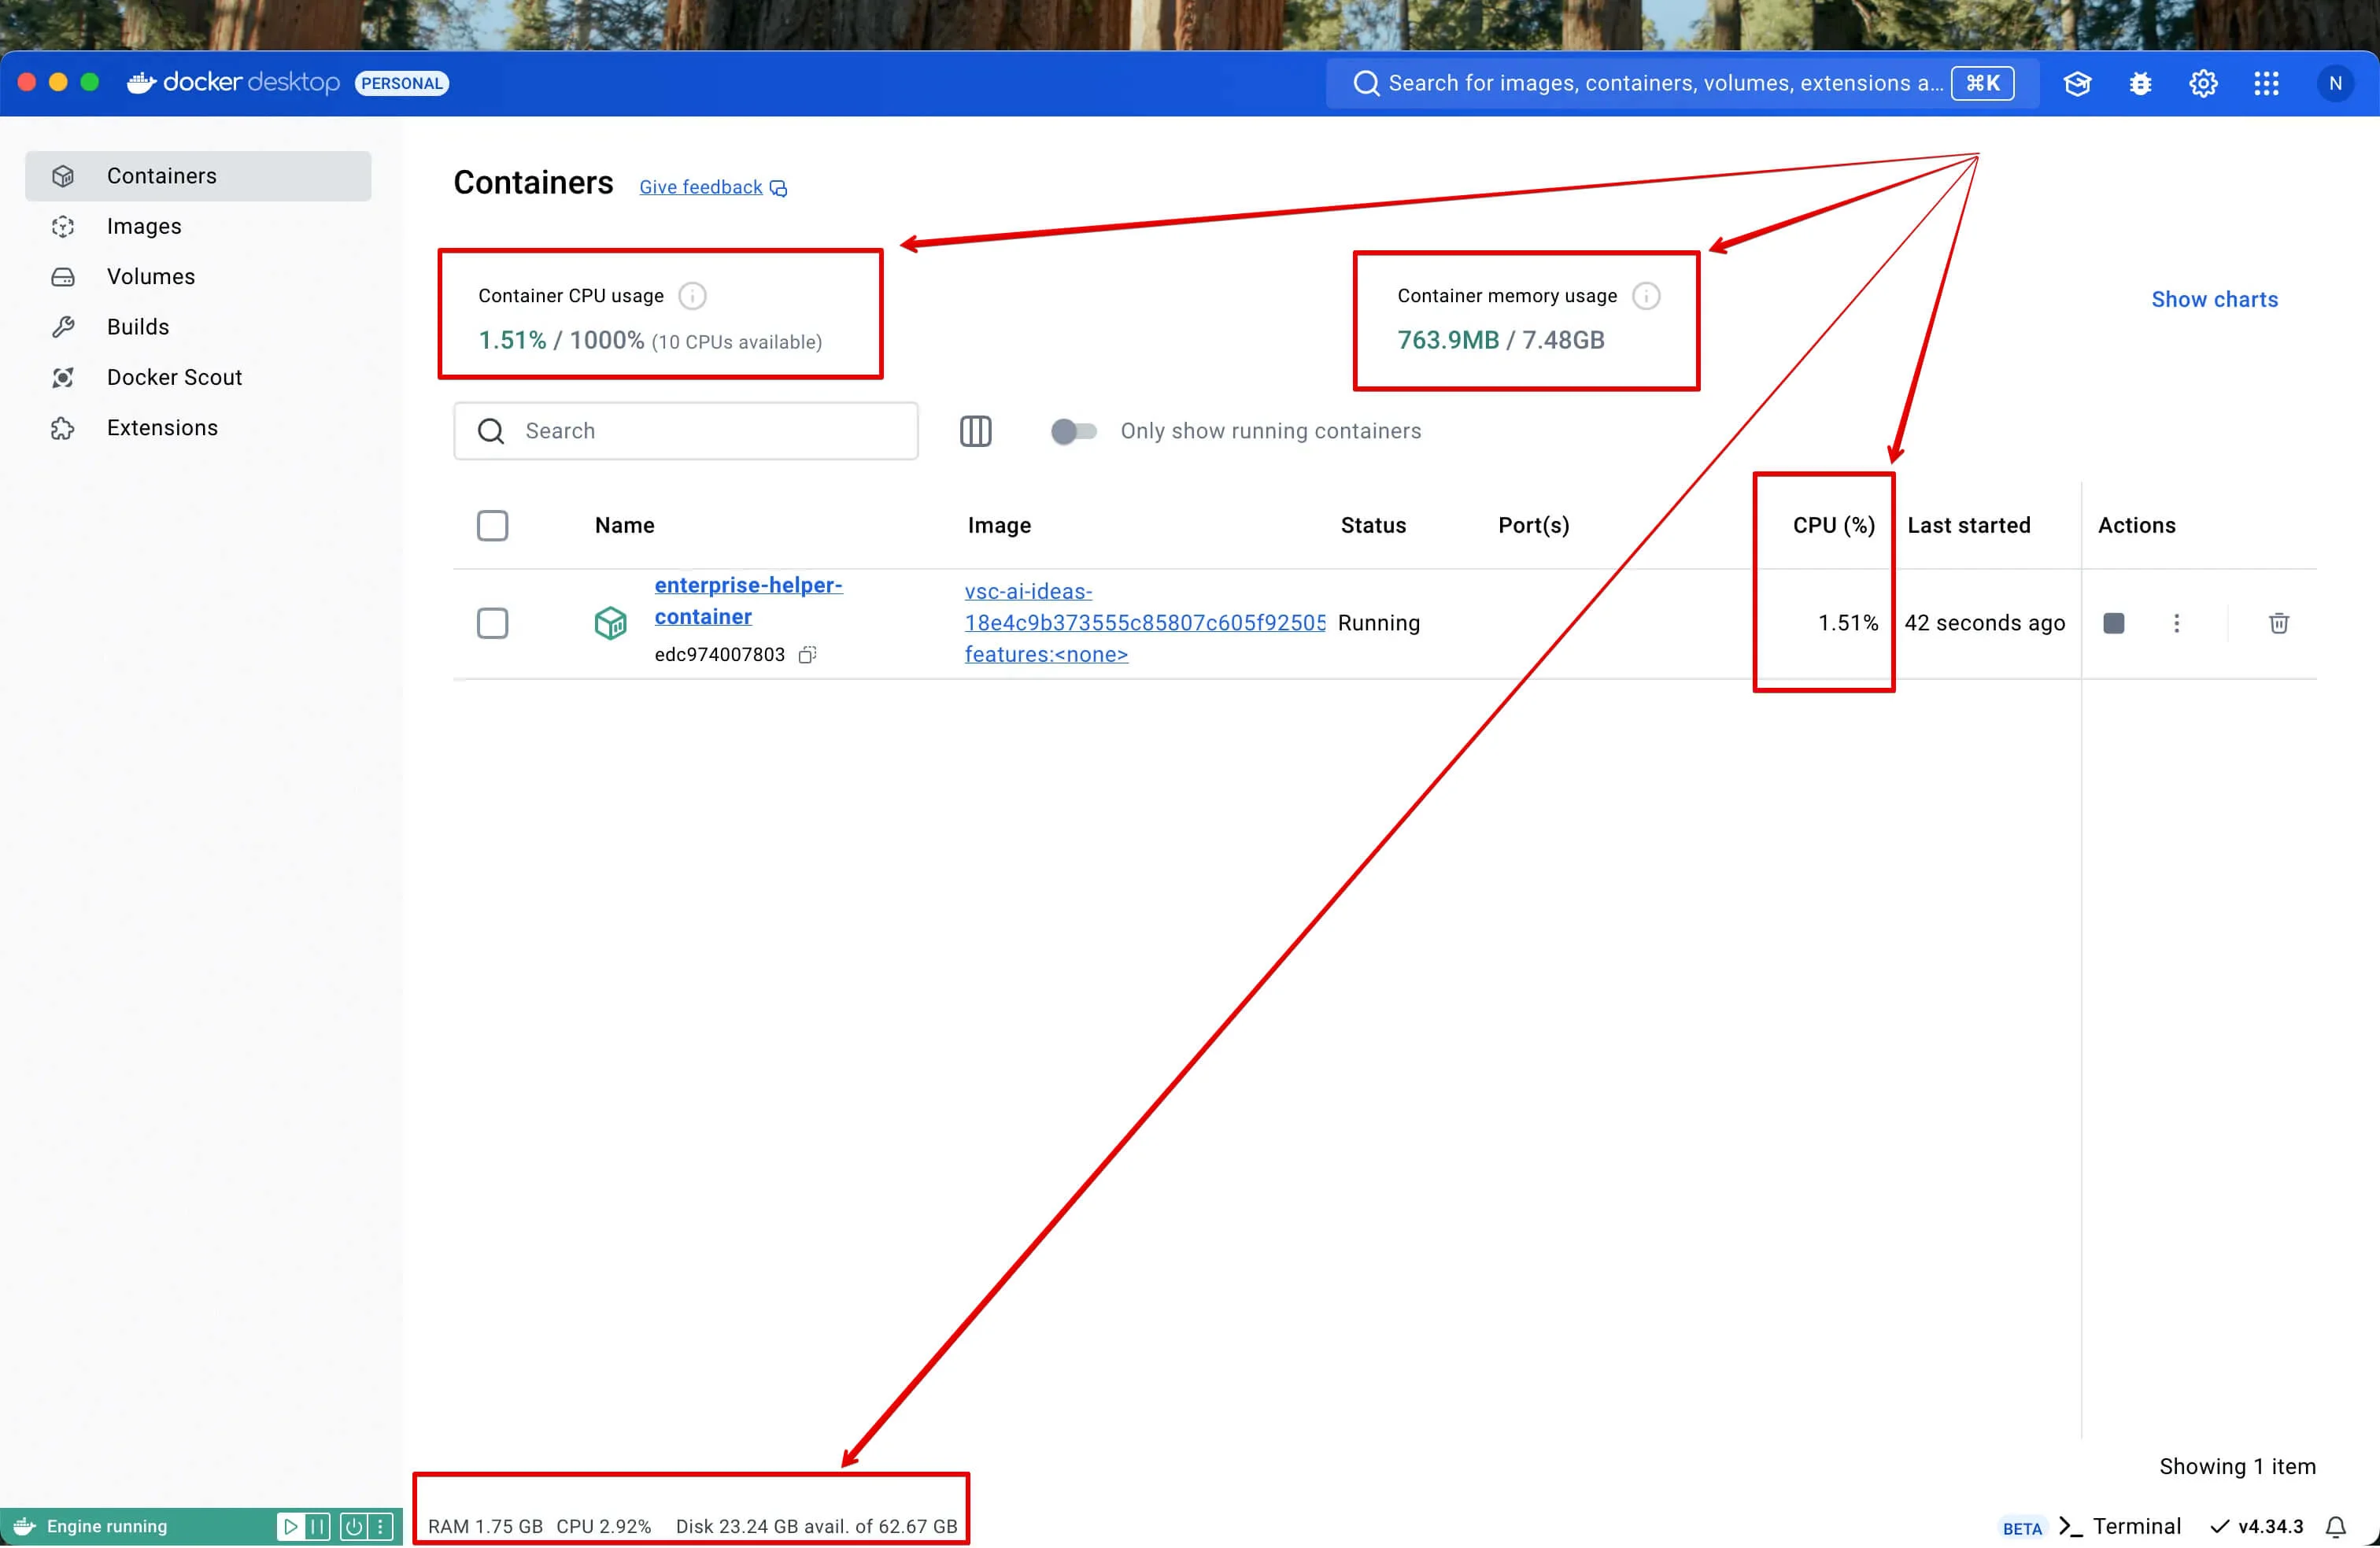 docker desktop PERSONAL
Search for images, containers, volumes, extensions a... ⌘K
N
Containers
Images
Volumes
Builds
Docker Scout
Extensions
Containers Give feedback
Container CPU usage
1.51% / 1000% (10 CPUs available)
Container memory usage
763.9MB / 7.48GB
Show charts
Search
Only show running containers
Name Image Status Port(s) CPU (%) Last started Actions
enterprise-helper-
container
edc974007803
vsc-ai-ideas-
18e4c9b373555c85807c605f92505
features:<none>
Running
1.51%
42 seconds ago
Showing 1 item
Engine running
RAM 1.75 GB CPU 2.92% Disk 23.24 GB avail. of 62.67 GB
BETA >_ Terminal v4.34.3